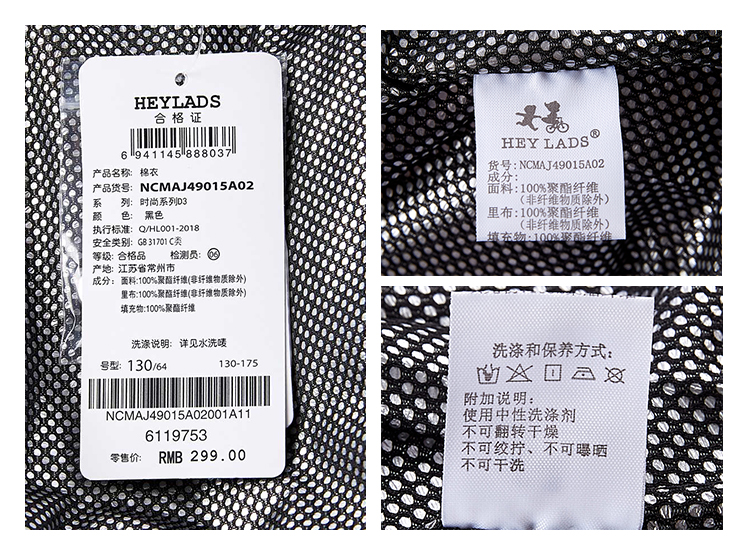 HEYLADS
合格证
6 941145 888037
产品名称: 棉衣
产品货号: NCMAJ49015A02
系 列: 时尚系列D3
颜 色: 黑色
执行标准: Q/HL001-2018
安全类别: GB 31701 C类
等级: 合格品 检测员: 06
产地: 江苏省常州市
成分: 面料:100%聚酯纤维(非纤维物质除外)
里布:100%聚酯纤维(非纤维物质除外)
填充物:100%聚酯纤维
洗涤说明: 详见水洗唛
号型: 130/64 130-175
NCMAJ49015A02001A11
6119753
零售价: RMB 299.00
HEY LADS®
货号:NCMAJ49015A02
成分:
面料:100%聚酯纤维
(非纤维物质除外)
里布:100%聚酯纤维
(非纤维物质除外)
填充物:100%聚酯纤维
洗涤和保养方式:
附加说明:
使用中性洗涤剂
不可翻转干燥
不可绞拧、不可曝晒
不可干洗